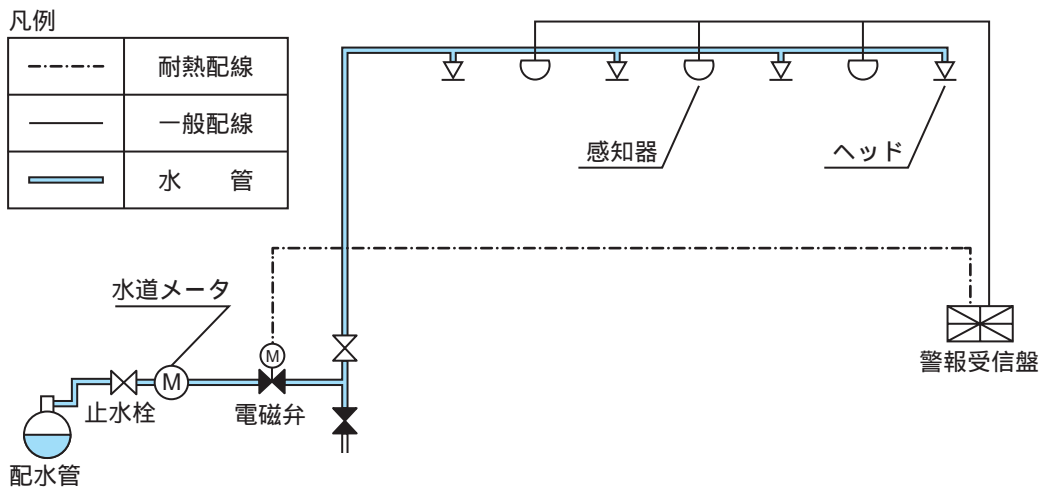 凡例
耐熱配線
一般配線
水　管
感知器
ヘッド
水道メータ
M
警報受信盤
M
止水栓
電磁弁
配水管